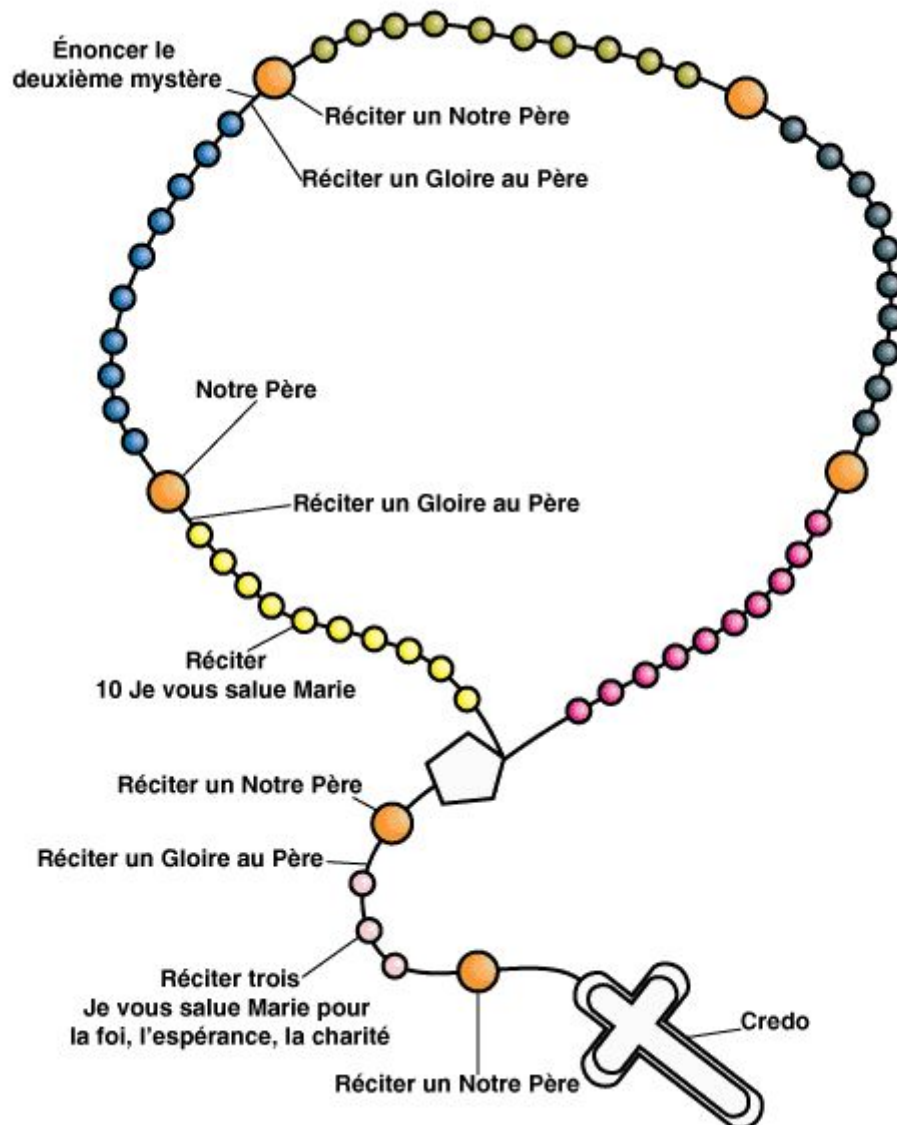 Énoncer le
deuxième mystère
Réciter un Notre Père
Réciter un Gloire au Père
Notre Père
Réciter un Gloire au Père
Réciter
10 Je vous salue Marie
Réciter un Notre Père
Réciter un Gloire au Père
Réciter trois
Je vous salue Marie pour
la foi, l'espérance, la charité
Credo
Réciter un Notre Père